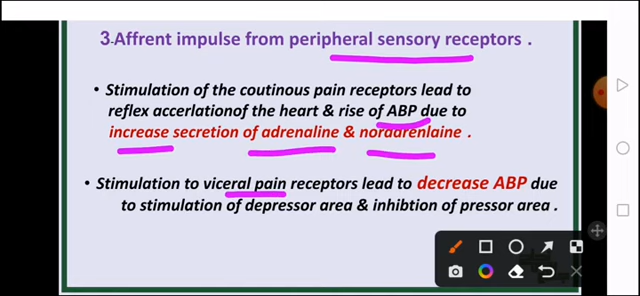 3.Affrent impulse from peripheral sensory receptors .
• Stimulation of the coutinous pain receptors lead to
reflex accerlationof the heart & rise of ABP due to
increase secretion of adrenaline & noradrenlaine .
• Stimulation to viceral pain receptors lead to decrease ABP due
to stimulation of depressor area & inhibtion of pressor area .